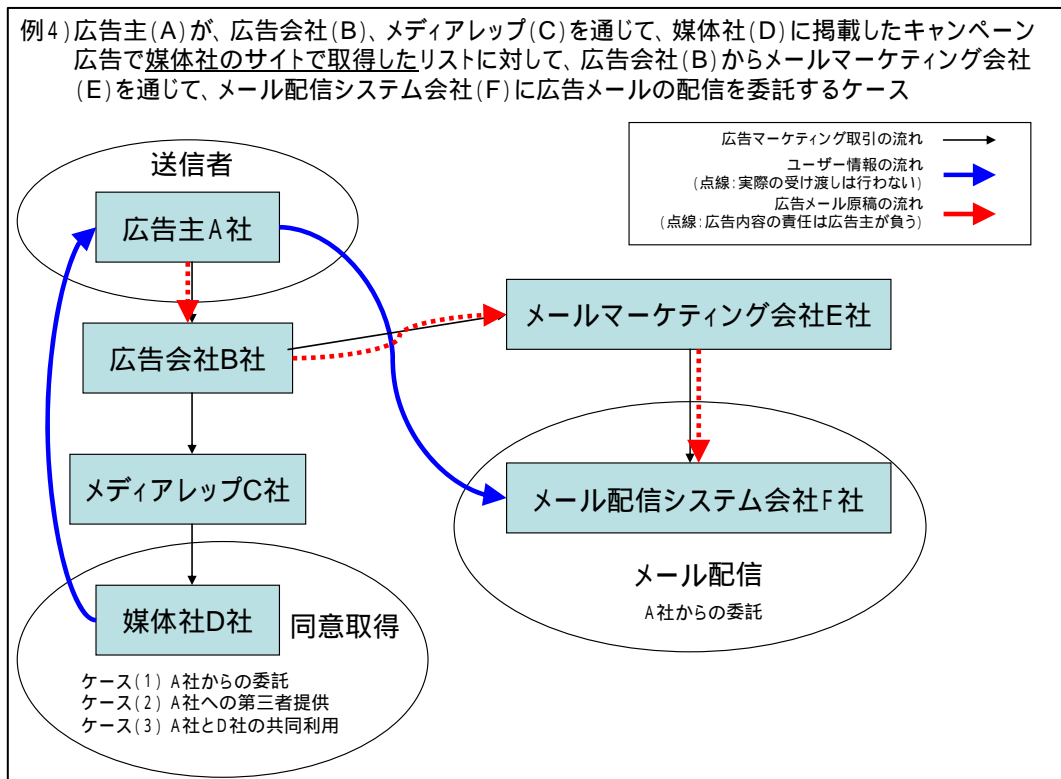 例4)広告主(A)が、広告会社(B)、メディアレップ(C)を通じて、媒体社(D)に掲載したキャンペーン
広告で媒体社のサイトで取得したリストに対して、広告会社(B)からメールマーケティング会社
(E)を通じて、メール配信システム会社(F)に広告メールの配信を委託するケース
広告マーケティング取引の流れ
ユーザー情報の流れ
(点線:実際の受け渡しは行わない)
広告メール原稿の流れ
(点線:広告内容の責任は広告主が負う)
送信者
広告主A社
広告会社B社
メールマーケティング会社E社
メディアレップC社
メール配信システム会社F社
メール配信
A社からの委託
媒体社D社
同意取得
ケース(1) A社からの委託
ケース(2) A社への第三者提供
ケース(3) A社とD社の共同利用